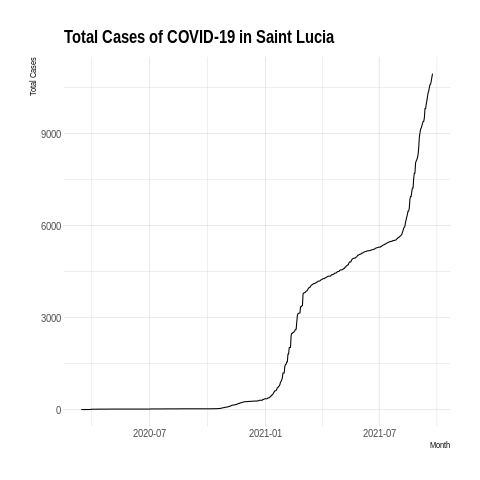 Total Cases of COVID-19 in Saint Lucia
Total Cases
9000
6000
3000
0
2020-07 2021-01 2021-07
Month